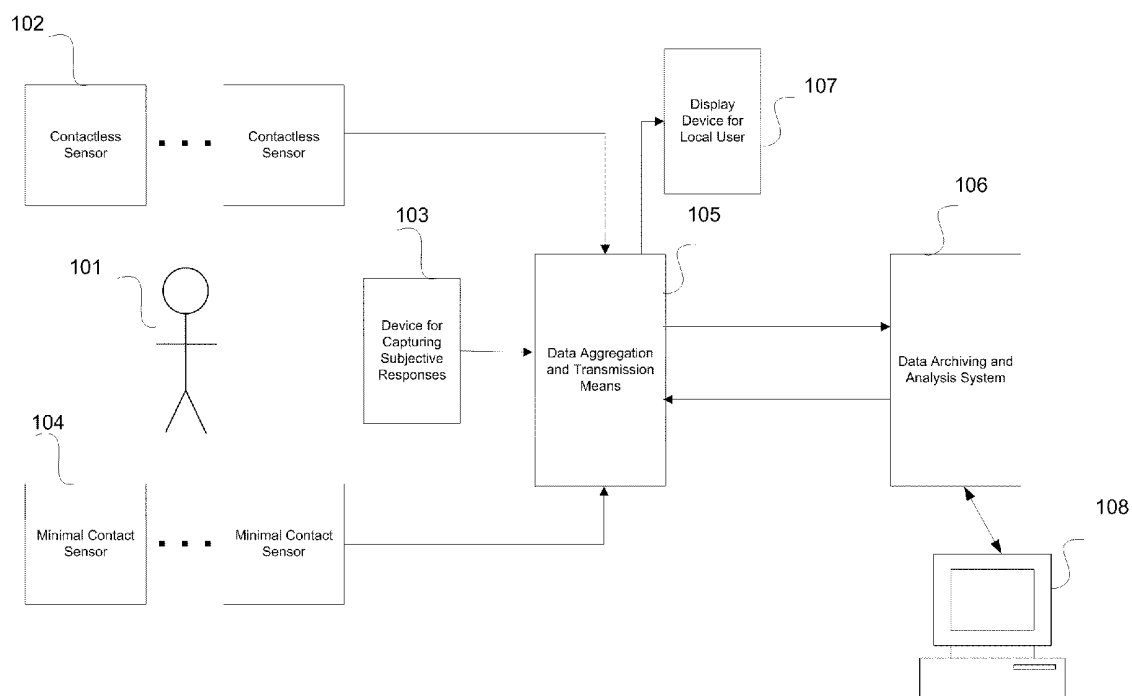 102
Contactless
Sensor
Contactless
Sensor
Display
Device for
Local User
107
106
103
105
101
Device for
Capturing
Subjective
Responses
Data Aggregation
and Transmission
Means
Data Archiving and
Analysis System
104
Minimal Contact
Sensor
Minimal Contact
Sensor
108